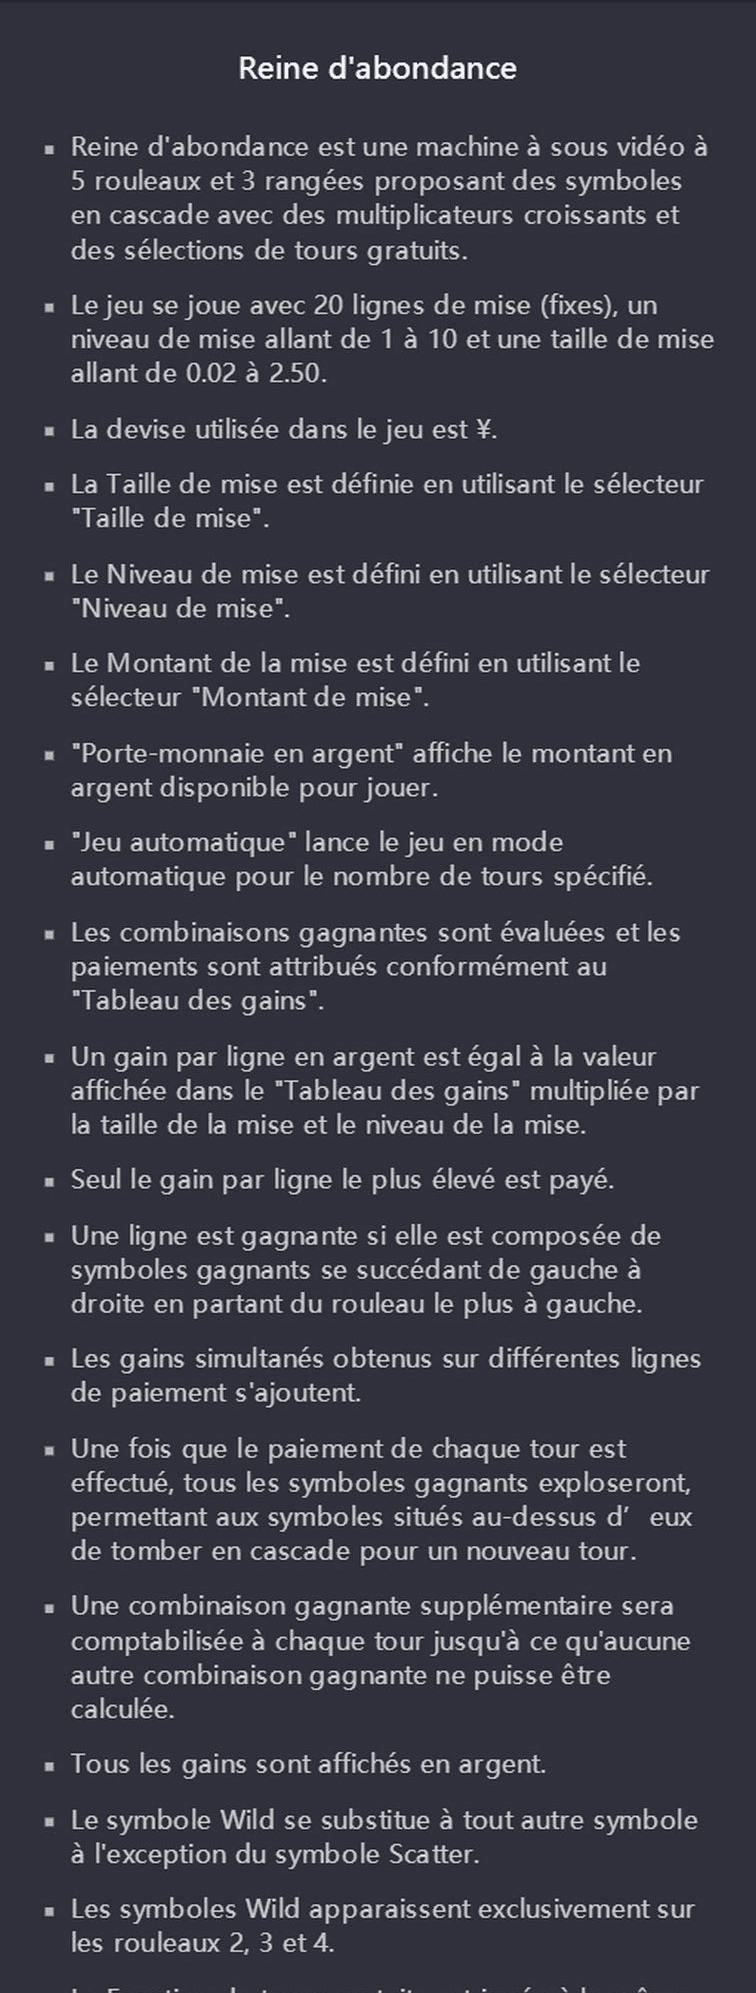 Reine d'abondance
▪ Reine d'abondance est une machine à sous vidéo à
5 rouleaux et 3 rangées proposant des symboles
en cascade avec des multiplicateurs croissants et
des sélections de tours gratuits.
▪ Le jeu se joue avec 20 lignes de mise (fixes), un
niveau de mise allant de 1 à 10 et une taille de mise
allant de 0.02 à 2.50.
▪ La devise utilisée dans le jeu est ¥.
▪ La Taille de mise est définie en utilisant le sélecteur
"Taille de mise".
▪ Le Niveau de mise est défini en utilisant le sélecteur
"Niveau de mise".
▪ Le Montant de la mise est défini en utilisant le
sélecteur "Montant de mise".
▪ "Porte-monnaie en argent" affiche le montant en
argent disponible pour jouer.
▪ "Jeu automatique" lance le jeu en mode
automatique pour le nombre de tours spécifié.
▪ Les combinaisons gagnantes sont évaluées et les
paiements sont attribués conformément au
"Tableau des gains".
▪ Un gain par ligne en argent est égal à la valeur
affichée dans le "Tableau des gains" multipliée par
la taille de la mise et le niveau de la mise.
▪ Seul le gain par ligne le plus élevé est payé.
▪ Une ligne est gagnante si elle est composée de
symboles gagnants se succédant de gauche à
droite en partant du rouleau le plus à gauche.
▪ Les gains simultanés obtenus sur différentes lignes
de paiement s'ajoutent.
▪ Une fois que le paiement de chaque tour est
effectué, tous les symboles gagnants exploseront,
permettant aux symboles situés au-dessus d’ eux
de tomber en cascade pour un nouveau tour.
▪ Une combinaison gagnante supplémentaire sera
comptabilisée à chaque tour jusqu'à ce qu'aucune
autre combinaison gagnante ne puisse être
calculée.
▪ Tous les gains sont affichés en argent.
▪ Le symbole Wild se substitue à tout autre symbole
à l'exception du symbole Scatter.
▪ Les symboles Wild apparaissent exclusivement sur
les rouleaux 2, 3 et 4.